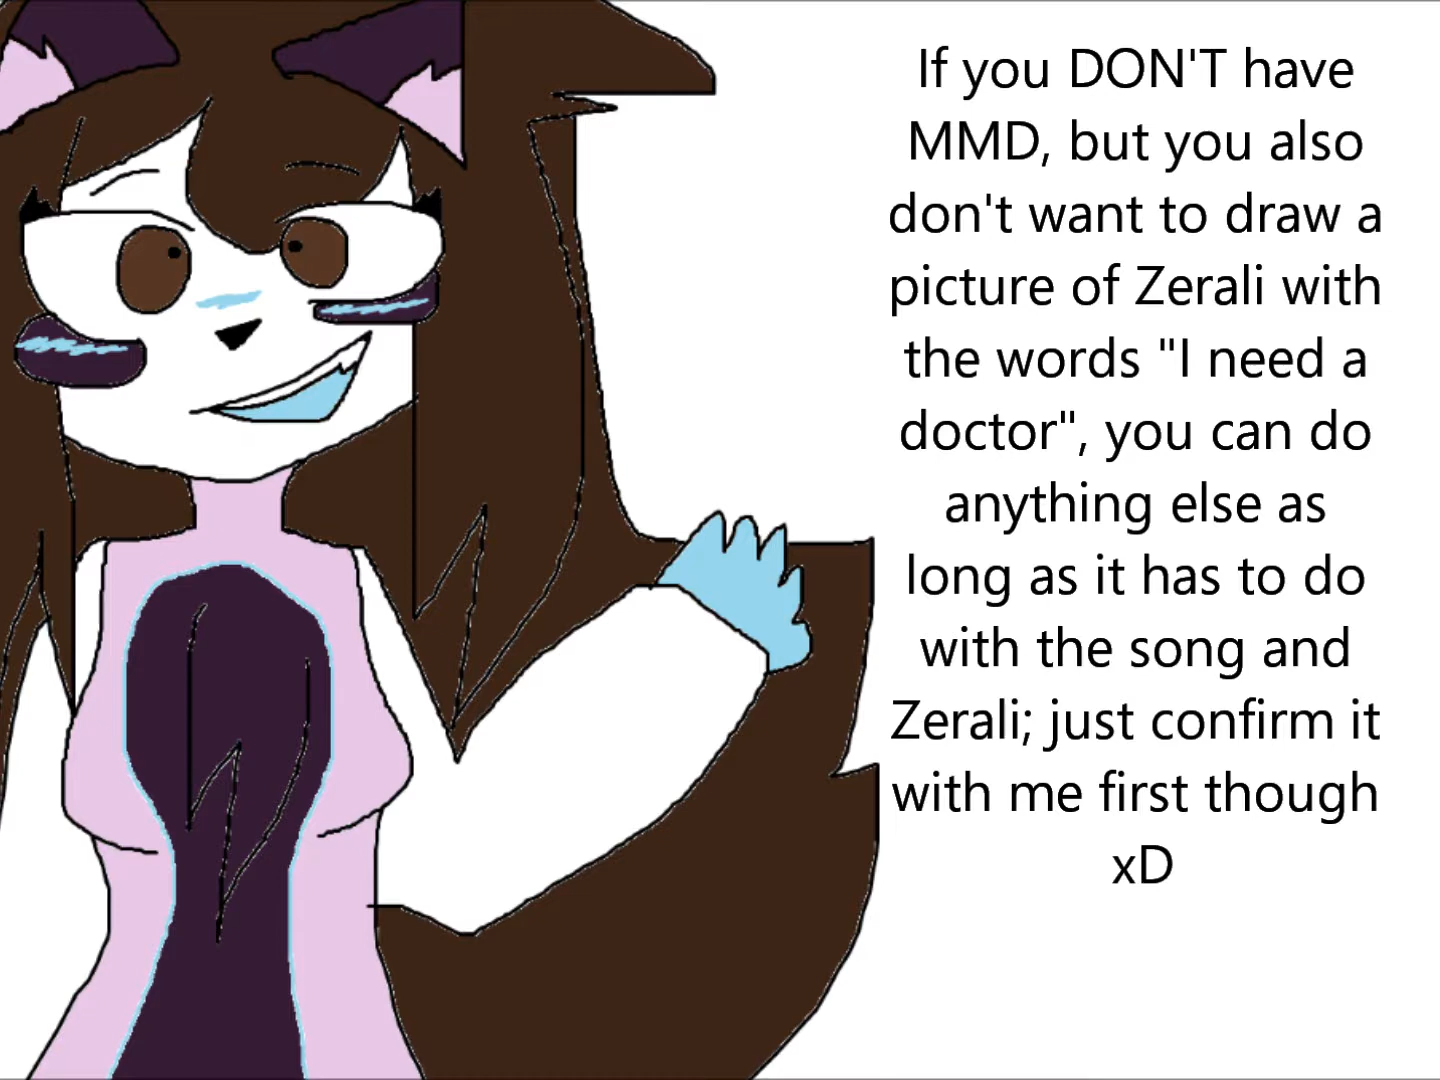 If you DON'T have
MMD, but you also
don't want to draw a
picture of Zerali with
the words "I need a
doctor", you can do
anything else as
long as it has to do
with the song and
Zerali; just confirm it
with me first though
xD